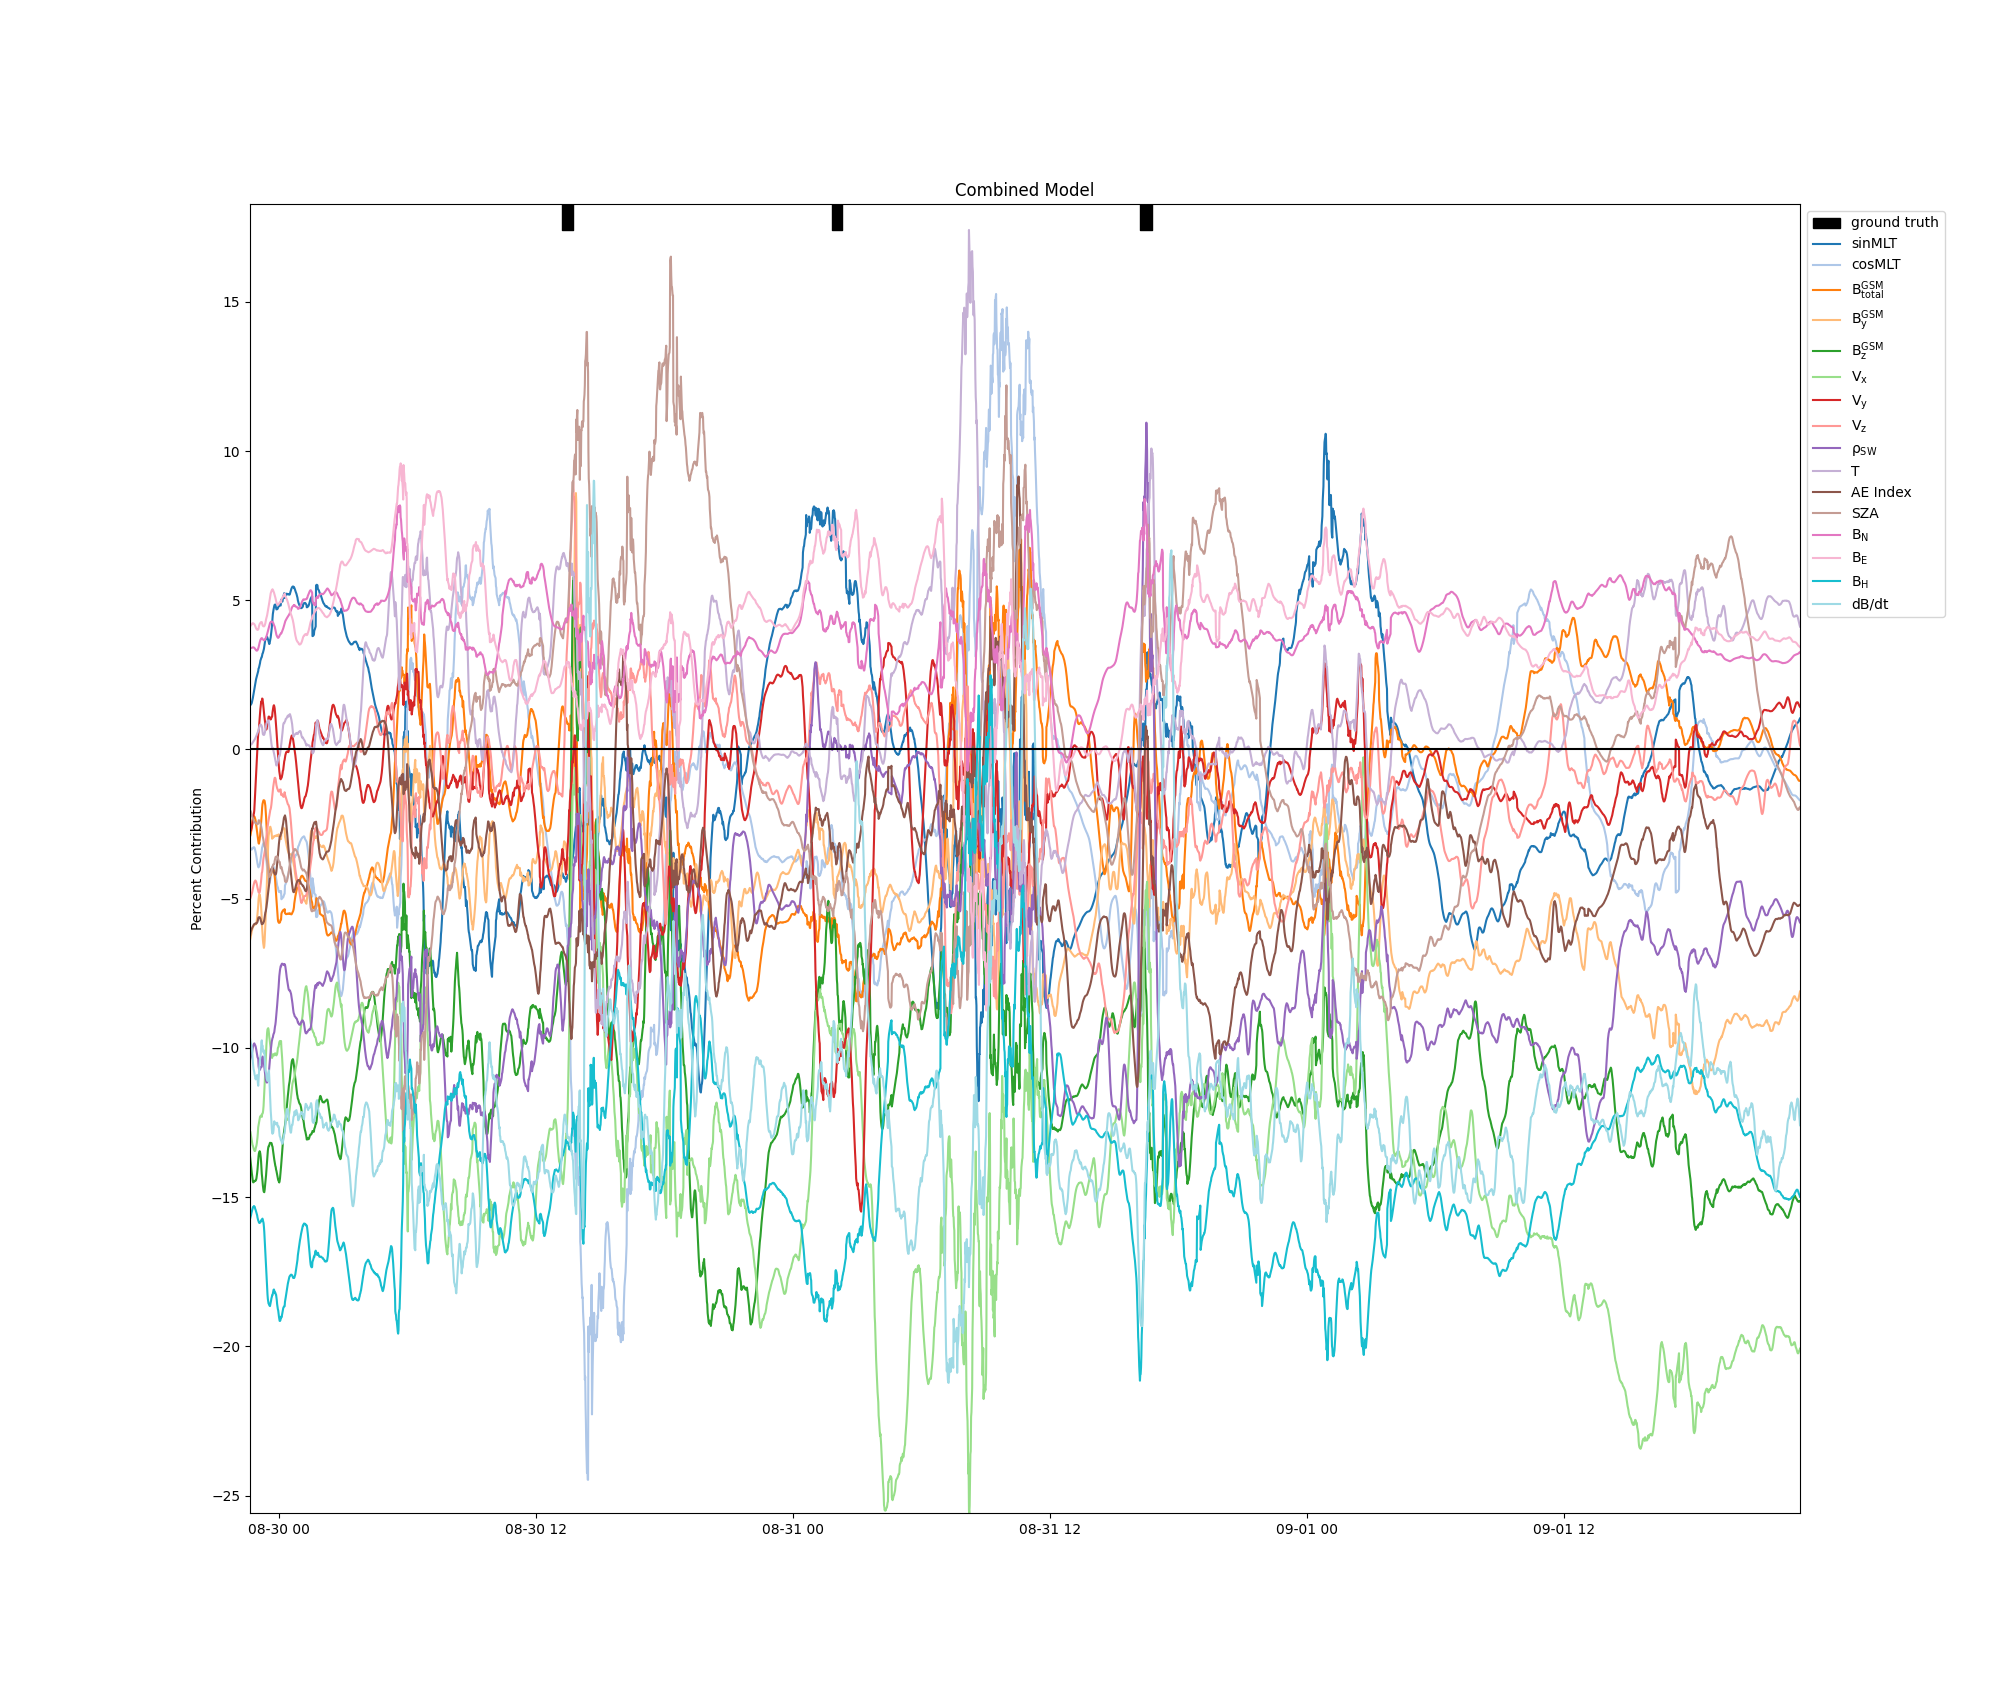 Combined Model
ground truth
sinMLT
cosMLT
B_total^GSM
B_y^GSM
B_z^GSM
V_x
V_y
V_z
ρ_SW
T
AE Index
SZA
B_N
B_E
B_H
dB/dt
Percent Contribution
15
10
5
0
−5
−10
−15
−20
−25
08-30 00
08-30 12
08-31 00
08-31 12
09-01 00
09-01 12